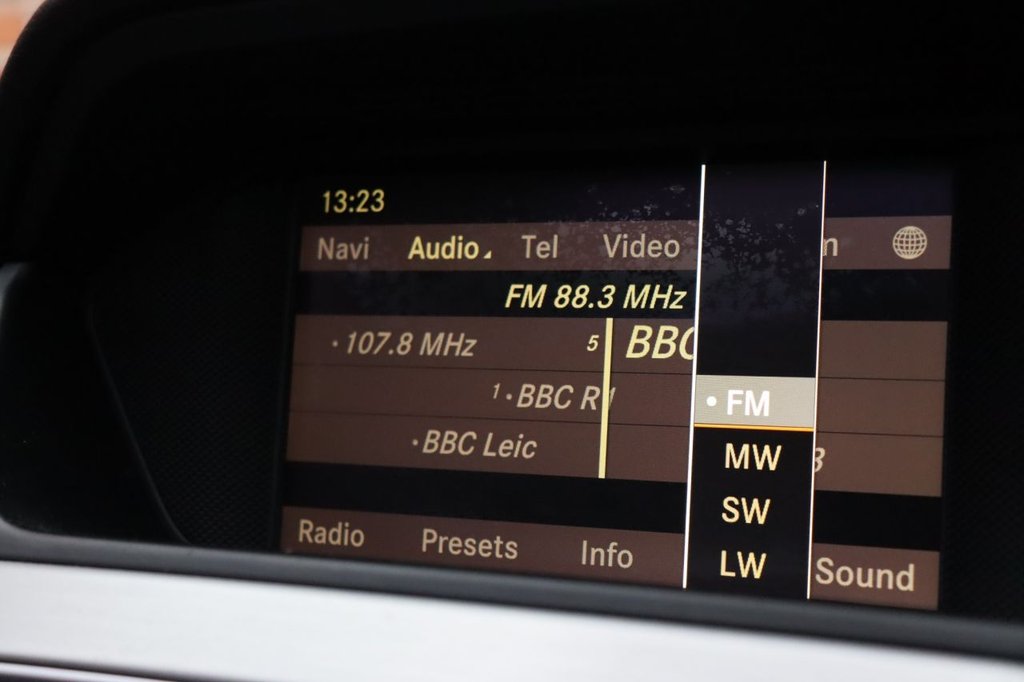 13:23
Navi Audio Tel Video
FM 88.3 MHz
· 107.8 MHz 5 BBC
1 · BBC R1
· BBC Leic
• FM
MW
SW
LW
Radio Presets Info Sound